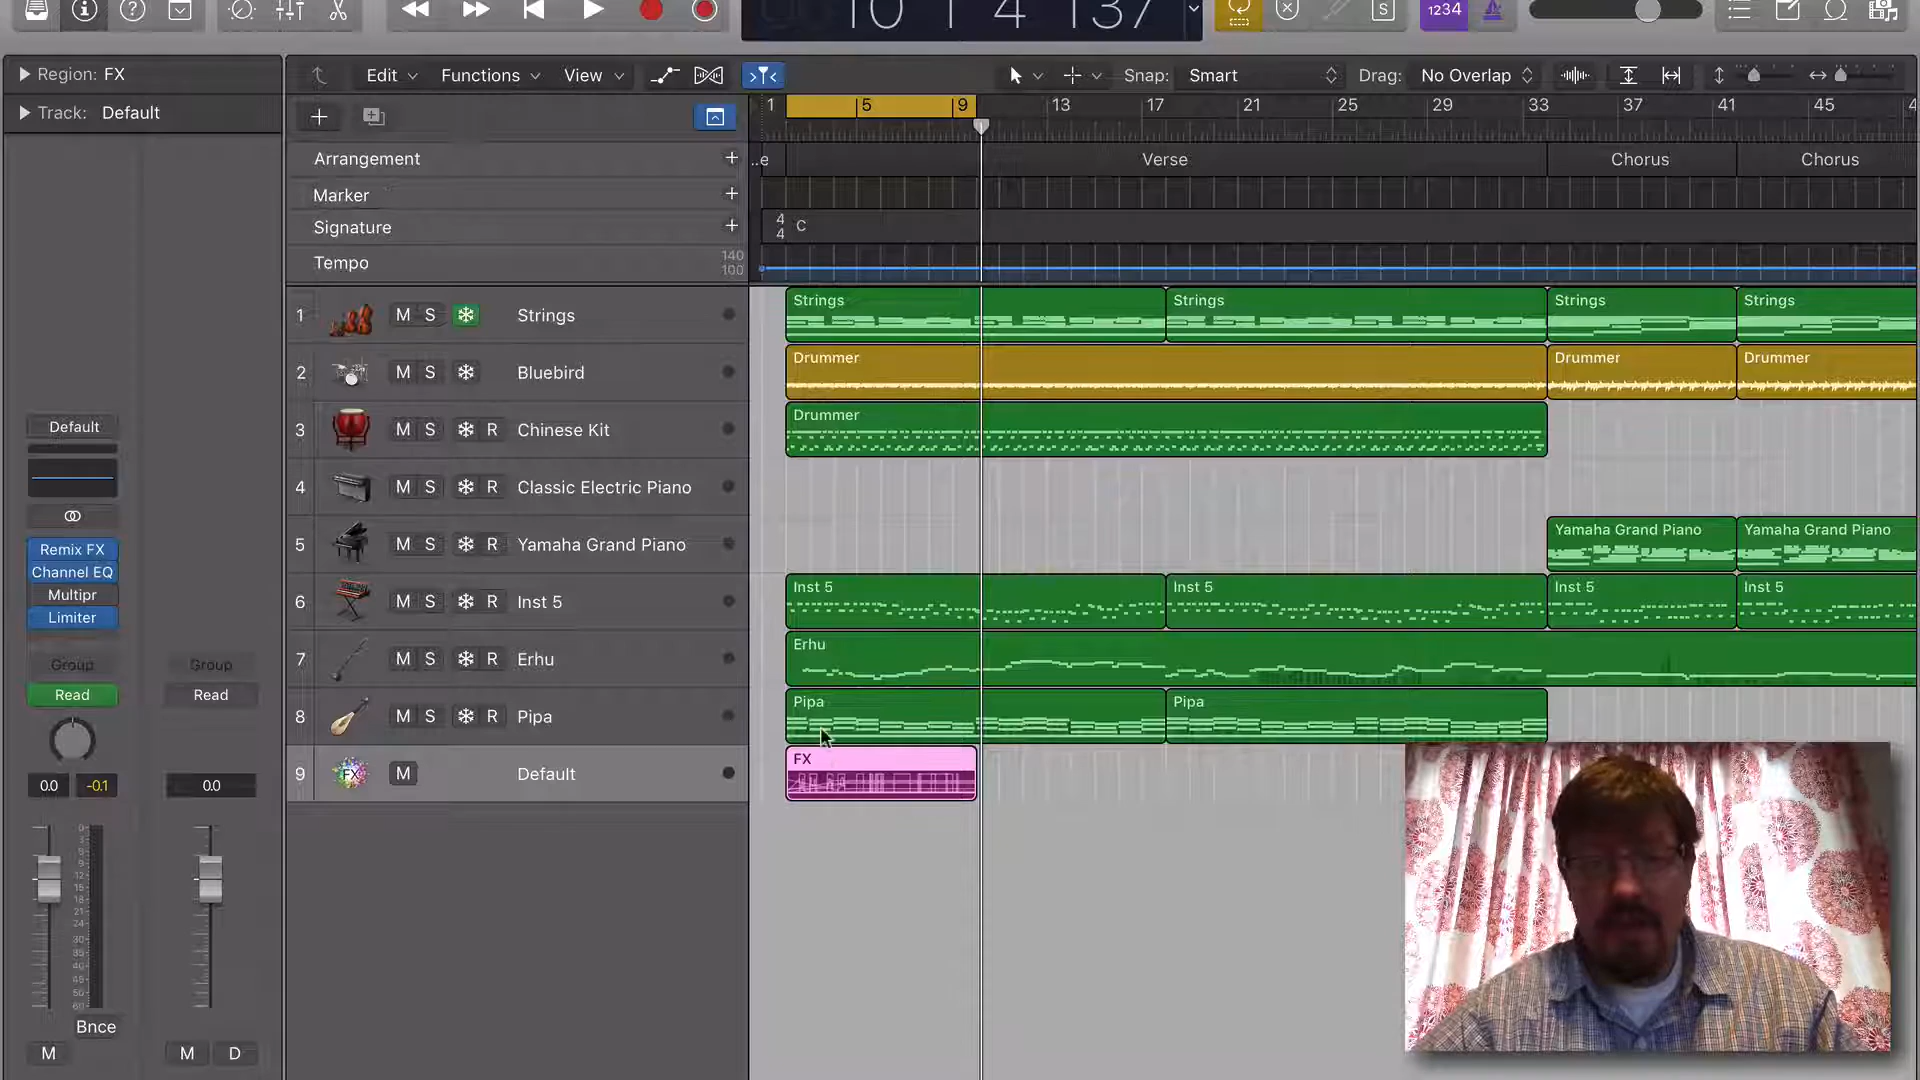 10 1 4 137
S 1234
Region: FX
Edit Functions View Snap: Smart Drag: No Overlap
Track: Default
1 5 9 13 17 21 25 29 33 37 41 45
Arrangement + ..e Verse Chorus Chorus
Marker +
Signature + 4 4 C
Tempo 140 100
1 M S Strings Strings Strings Strings Strings
2 M S Bluebird Drummer Drummer Drummer
3 M S R Chinese Kit Drummer
4 M S R Classic Electric Piano
5 M S R Yamaha Grand Piano Yamaha Grand Piano Yamaha Grand Piano
6 M S R Inst 5 Inst 5 Inst 5 Inst 5 Inst 5
7 M S R Erhu Erhu
8 M S R Pipa Pipa Pipa
9 FX M Default FX
Default
Remix FX
Channel EQ
Multipr
Limiter
Group Group
Read Read
0.0 -0.1 0.0
Bnce
M M D